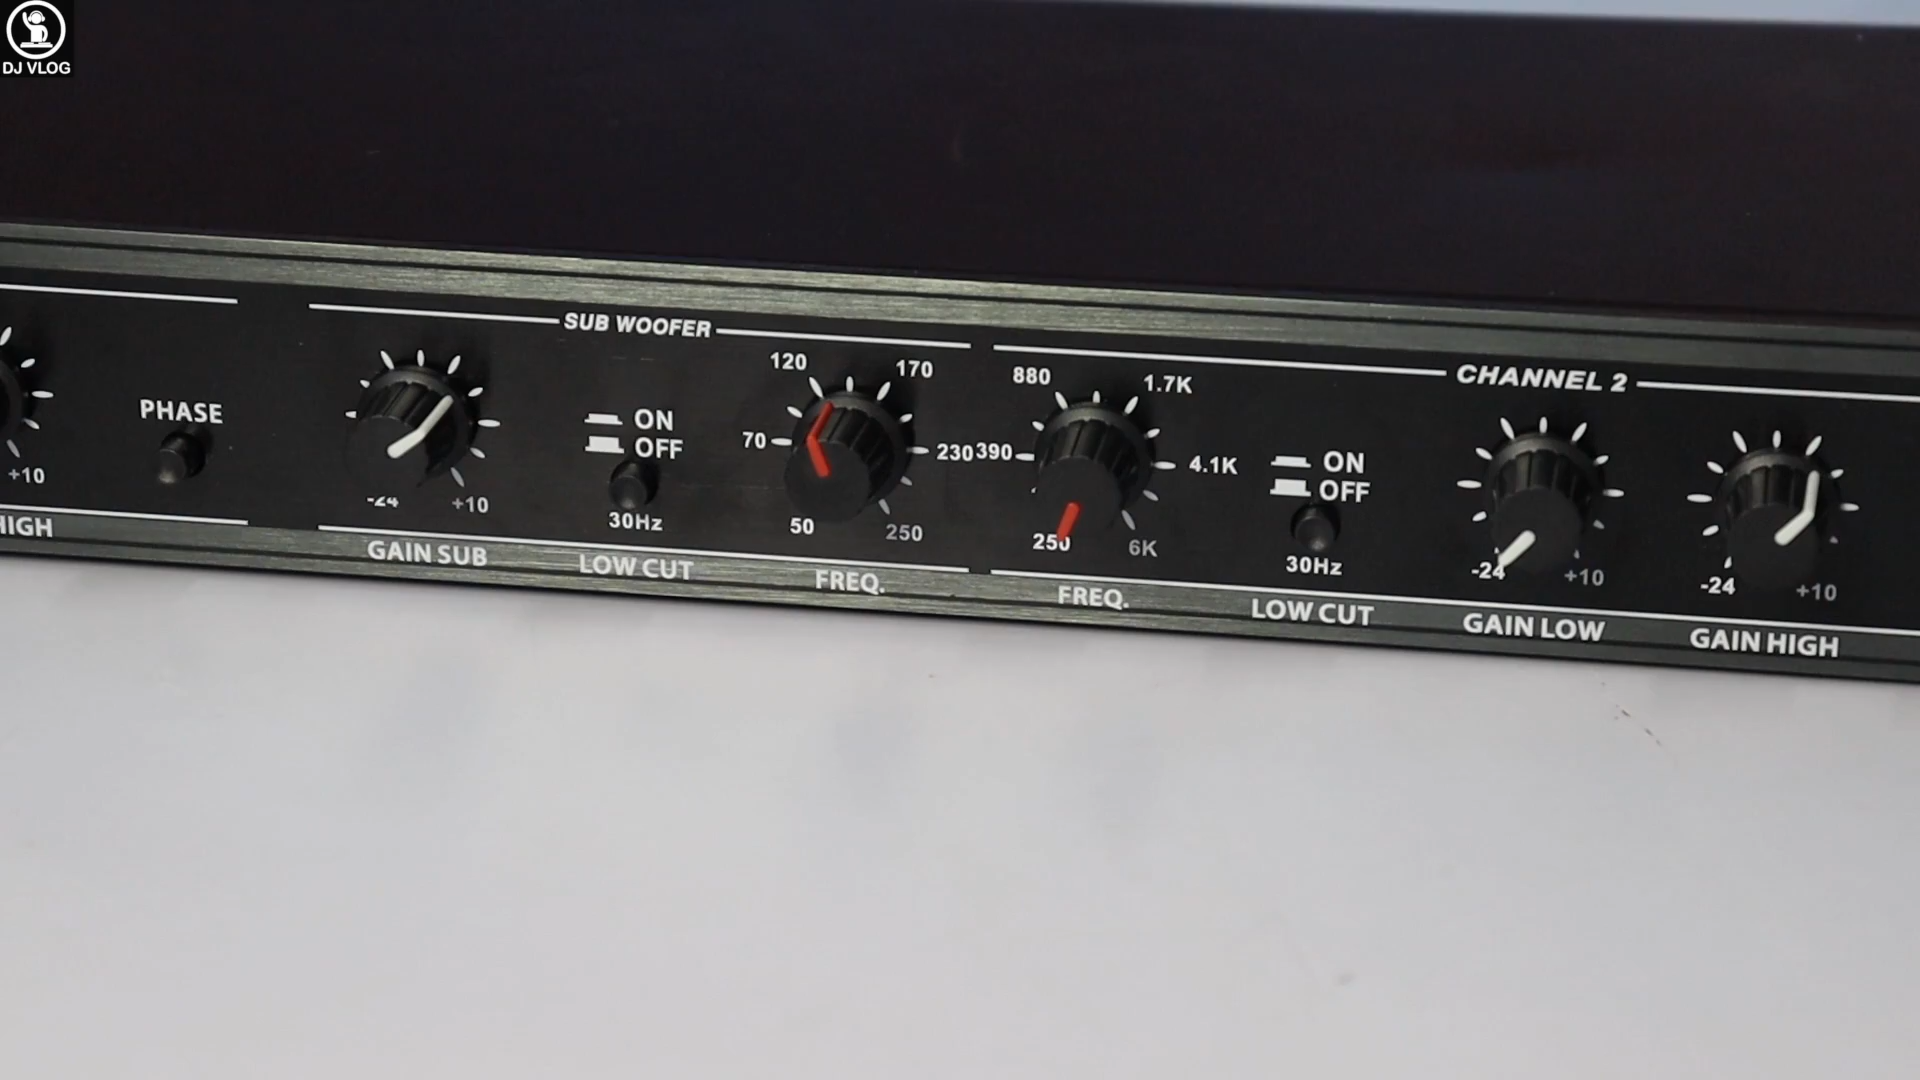 DJ VLOG
SUB WOOFER
CHANNEL 2
120
170
880
1.7K
PHASE
ON
OFF
70
230
390
4.1K
ON
OFF
+10
-24
+10
30Hz
50
250
250
6K
30Hz
-24
+10
-24
+10
HIGH
GAIN SUB
LOW CUT
FREQ.
FREQ.
LOW CUT
GAIN LOW
GAIN HIGH